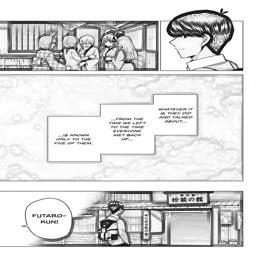 WHATEVER
IT IS THEY DID
AND TALKED
ABOUT...
...FROM THE
TIME WE LEFT
TO THE TIME
EVERYONE
MET BACK
UP...
...IS KNOWN
ONLY TO THE
FIVE OF THEM.
FUTARO-
KUN!